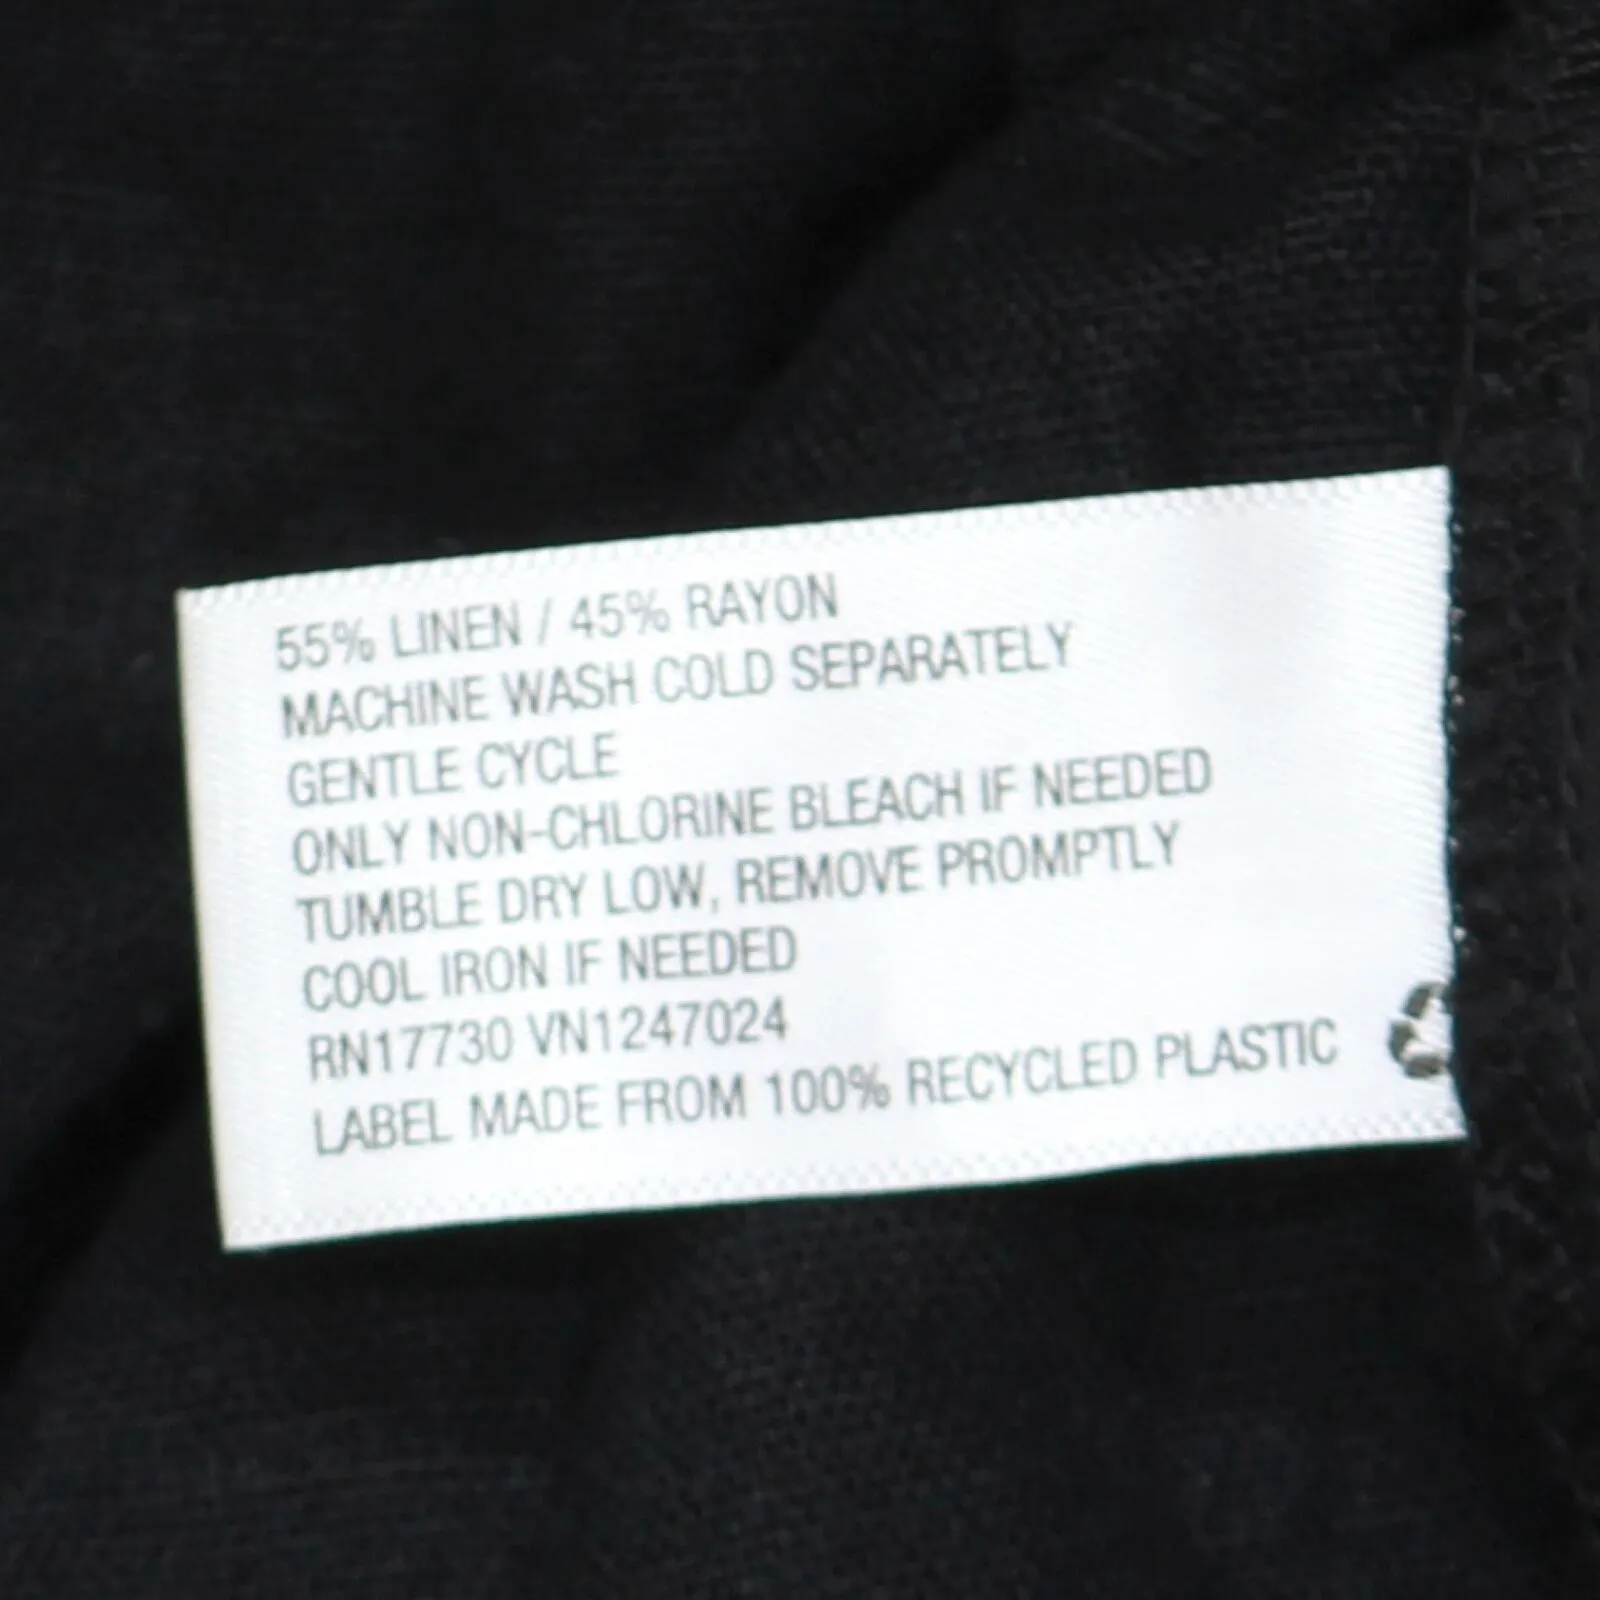 55% LINEN / 45% RAYON
MACHINE WASH COLD SEPARATELY
GENTLE CYCLE
ONLY NON-CHLORINE BLEACH IF NEEDED
TUMBLE DRY LOW, REMOVE PROMPTLY
COOL IRON IF NEEDED
RN17730 VN1247024
LABEL MADE FROM 100% RECYCLED PLASTIC